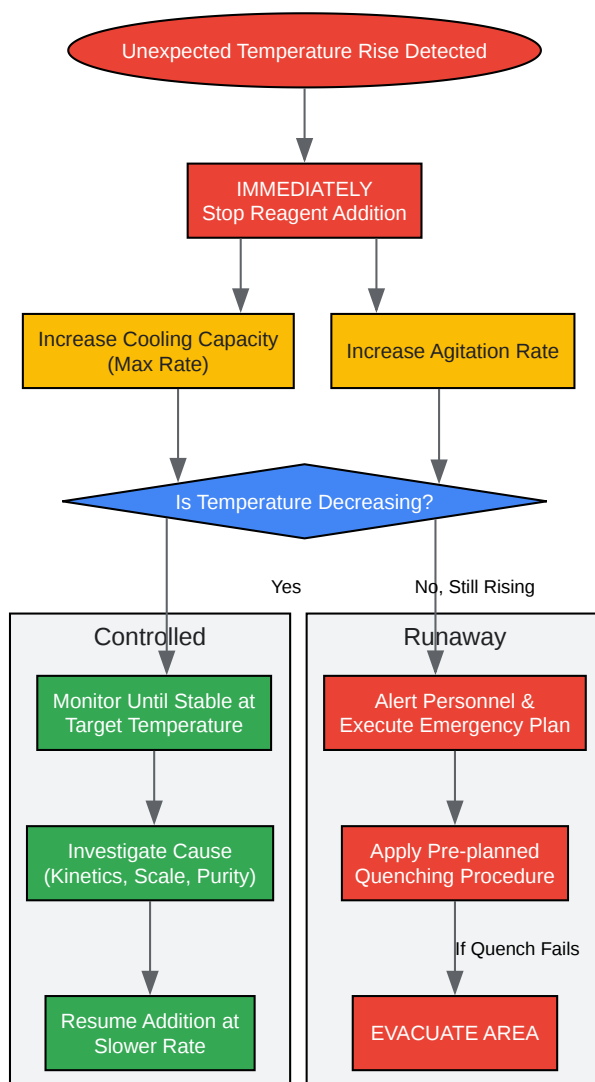 Unexpected Temperature Rise Detected
IMMEDIATELY
Stop Reagent Addition
Increase Cooling Capacity
(Max Rate)
Increase Agitation Rate
Is Temperature Decreasing?
Yes
No, Still Rising
Controlled
Monitor Until Stable at
Target Temperature
Investigate Cause
(Kinetics, Scale, Purity)
Resume Addition at
Slower Rate
Runaway
Alert Personnel &
Execute Emergency Plan
Apply Pre-planned
Quenching Procedure
If Quench Fails
EVACUATE AREA